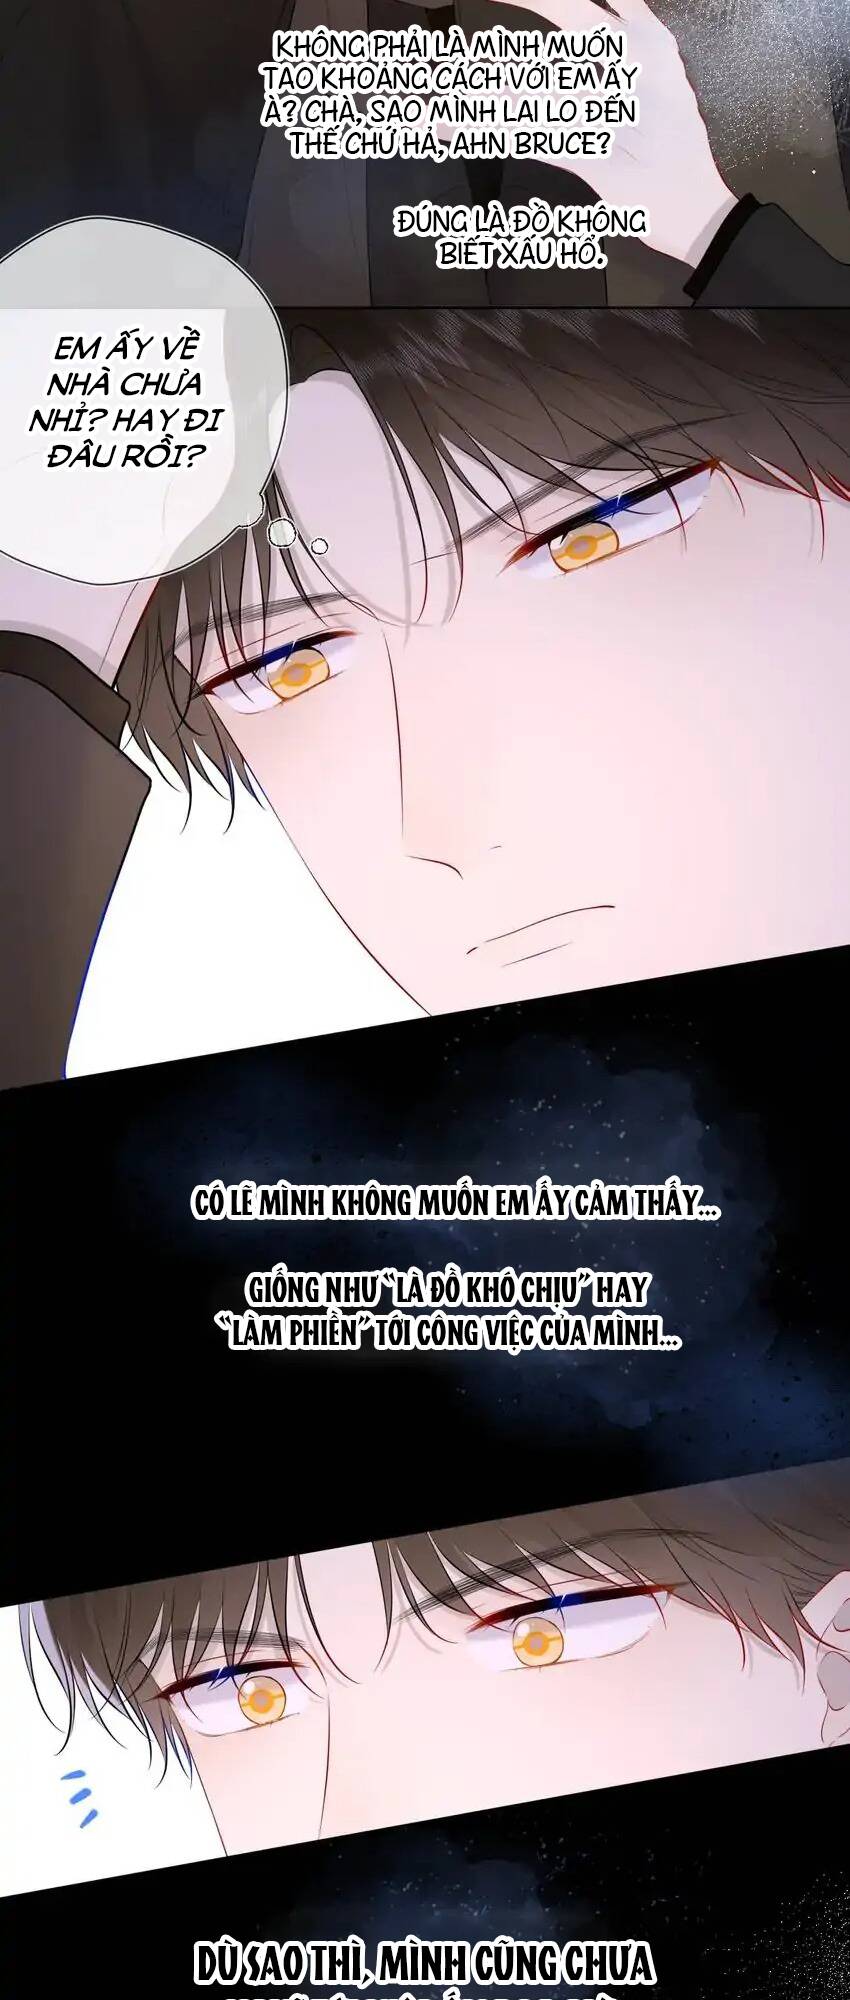 KHÔNG PHẢI LÀ MÌNH MUỐN
TẠO KHOẢNG CÁCH VỚI EM ẤY
À? CHÀ, SAO MÌNH LẠI LO ĐẾN
THẾ CHỨ HẢ, AHN BRUCE?
ĐÚNG LÀ ĐỒ KHÔNG
BIẾT XẤU HỔ.
EM ẤY VỀ
NHÀ CHƯA
NHỈ? HAY ĐI
ĐÂU RỒI?
CÓ LẼ MÌNH KHÔNG MUỐN EM ẤY CẢM THẤY...
GIỐNG NHƯ "LÀ ĐỒ KHÓ CHỊU" HAY
"LÀM PHIỀN" TỚI CÔNG VIỆC CỦA MÌNH...
DÙ SAO THÌ, MÌNH CŨNG CHƯA